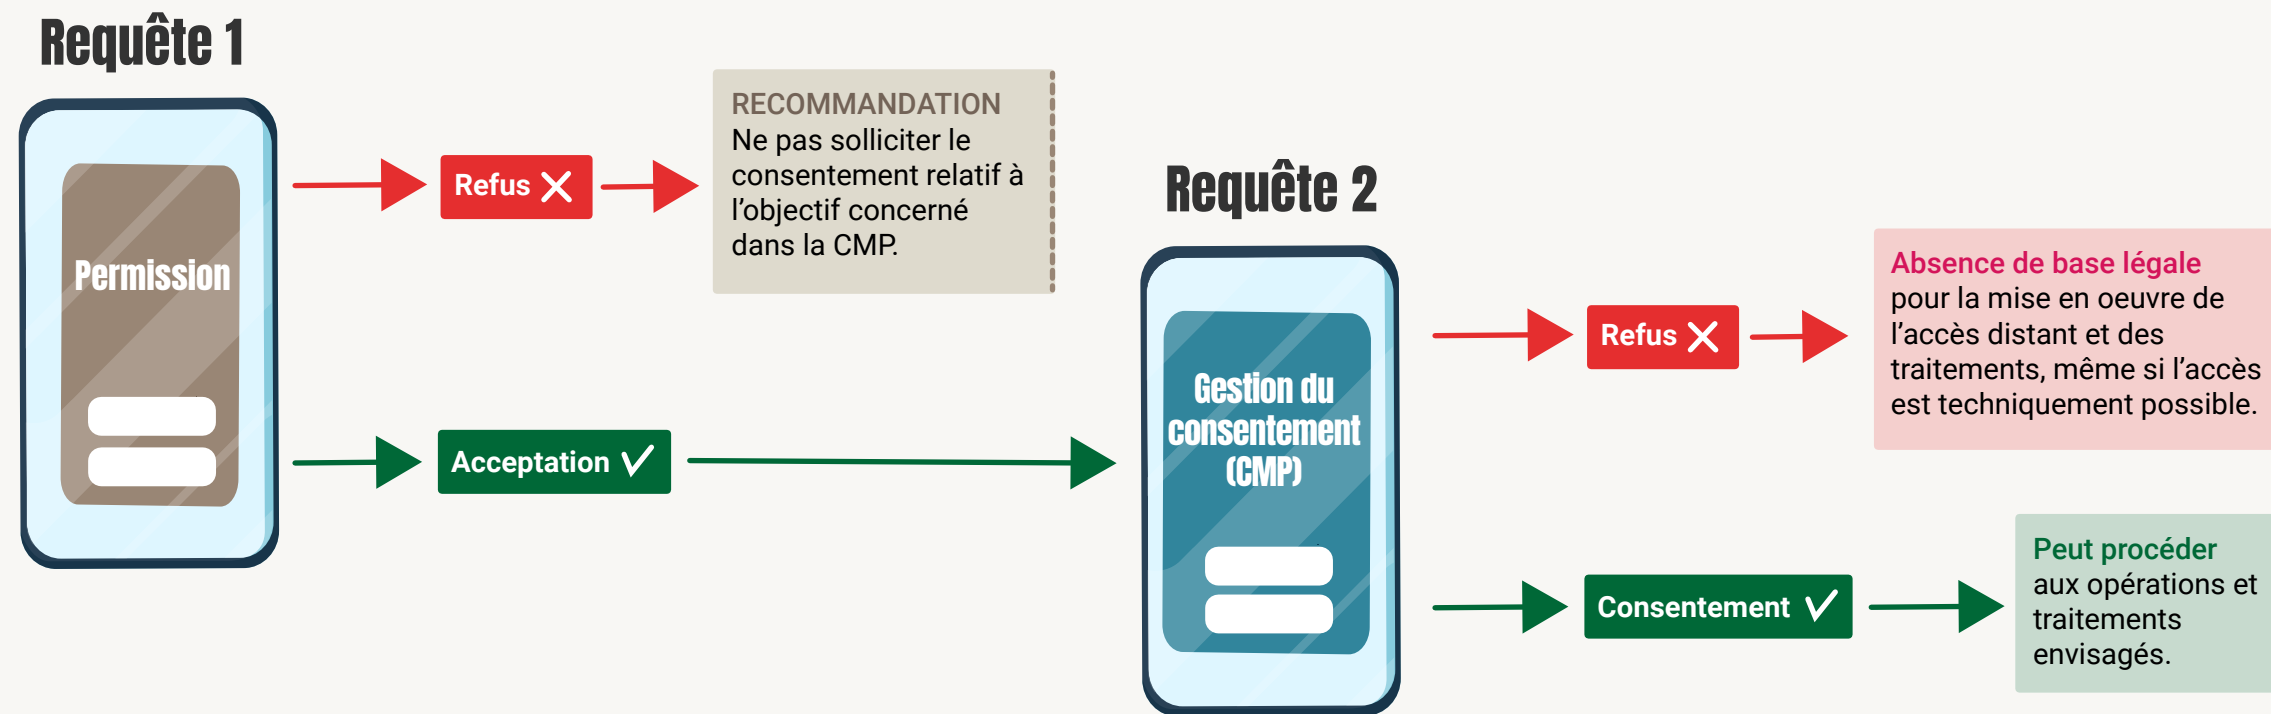 Requête 1
Permission
Refus
RECOMMANDATION
Ne pas solliciter le
consentement relatif à
l’objectif concerné
dans la CMP.
Acceptation
Requête 2
Gestion du
consentement
(CMP)
Refus
Absence de base légale
pour la mise en oeuvre de
l’accès distant et des
traitements, même si l’accès
est techniquement possible.
Consentement
Peut procéder
aux opérations et
traitements
envisagés.